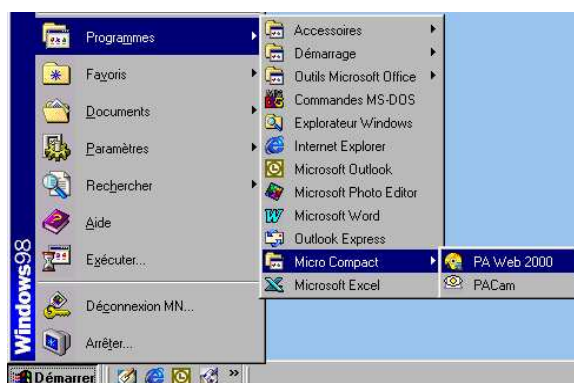 Programmes
Favoris
Documents
Paramètres
Rechercher
Aide
Exécuter...
Déconnexion MN...
Arrêter...
Windows98
Accessoires
Démarrage
Outils Microsoft Office
Commandes MS-DOS
Explorateur Windows
Internet Explorer
Microsoft Outlook
Microsoft Photo Editor
Microsoft Word
Outlook Express
Micro Compact
Microsoft Excel
PA Web 2000
PACam
Démarrer
»